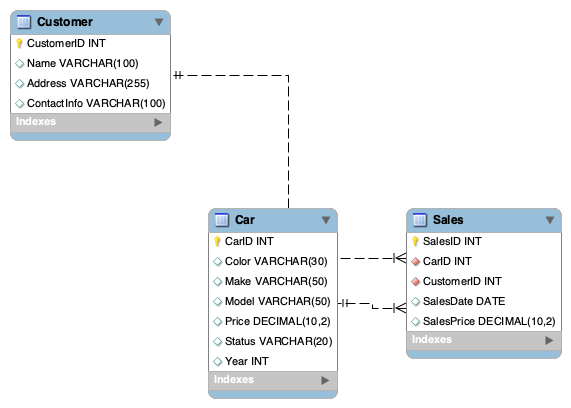 Customer
CustomerID INT
Name VARCHAR(100)
Address VARCHAR(255)
ContactInfo VARCHAR(100)
Indexes
Car
CarID INT
Color VARCHAR(30)
Make VARCHAR(50)
Model VARCHAR(50)
Price DECIMAL(10,2)
Status VARCHAR(20)
Year INT
Indexes
Sales
SalesID INT
CarID INT
CustomerID INT
SalesDate DATE
SalesPrice DECIMAL(10,2)
Indexes